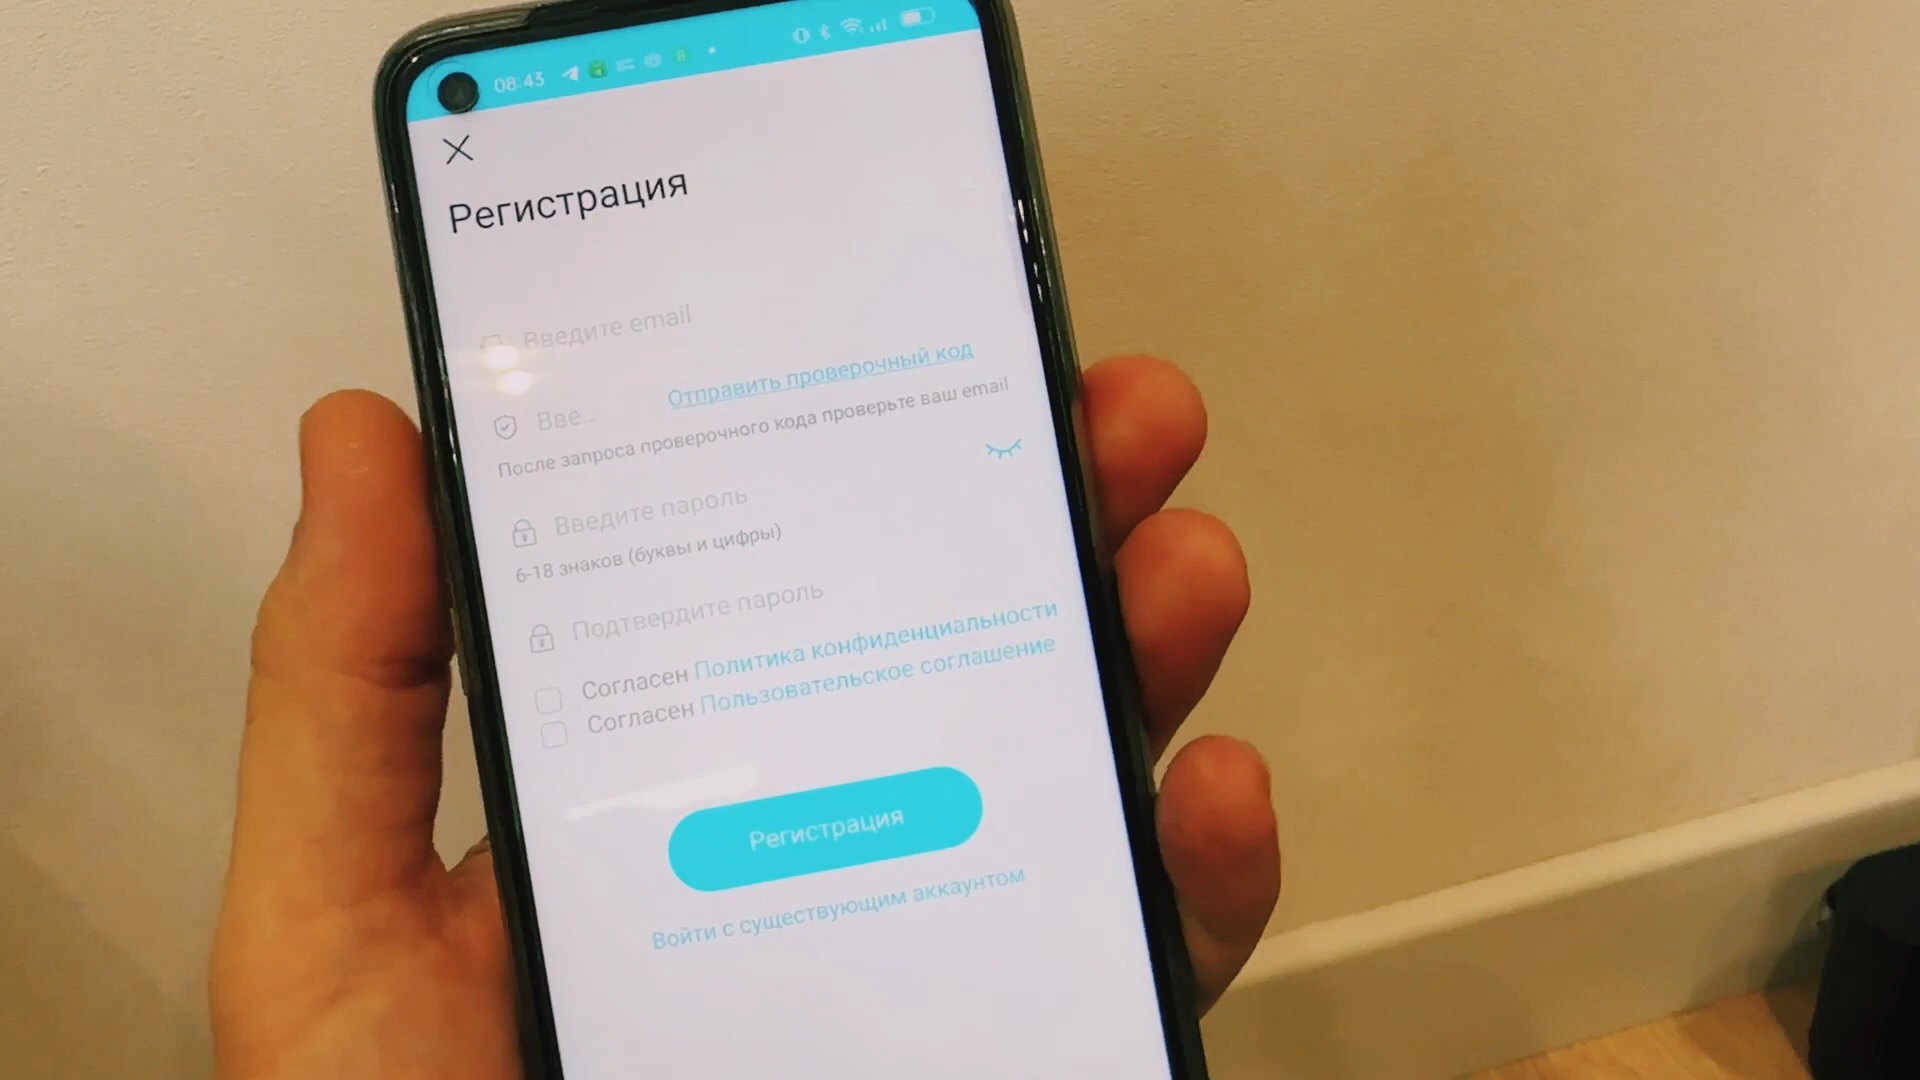 08:43
Регистрация
Введите email
Вве...
Отправить проверочный код
После запроса проверочного кода проверьте ваш email
Введите пароль
6-18 знаков (буквы и цифры)
Подтвердите пароль
Согласен Политика конфиденциальности
Согласен Пользовательское соглашение
Регистрация
Войти с существующим аккаунтом